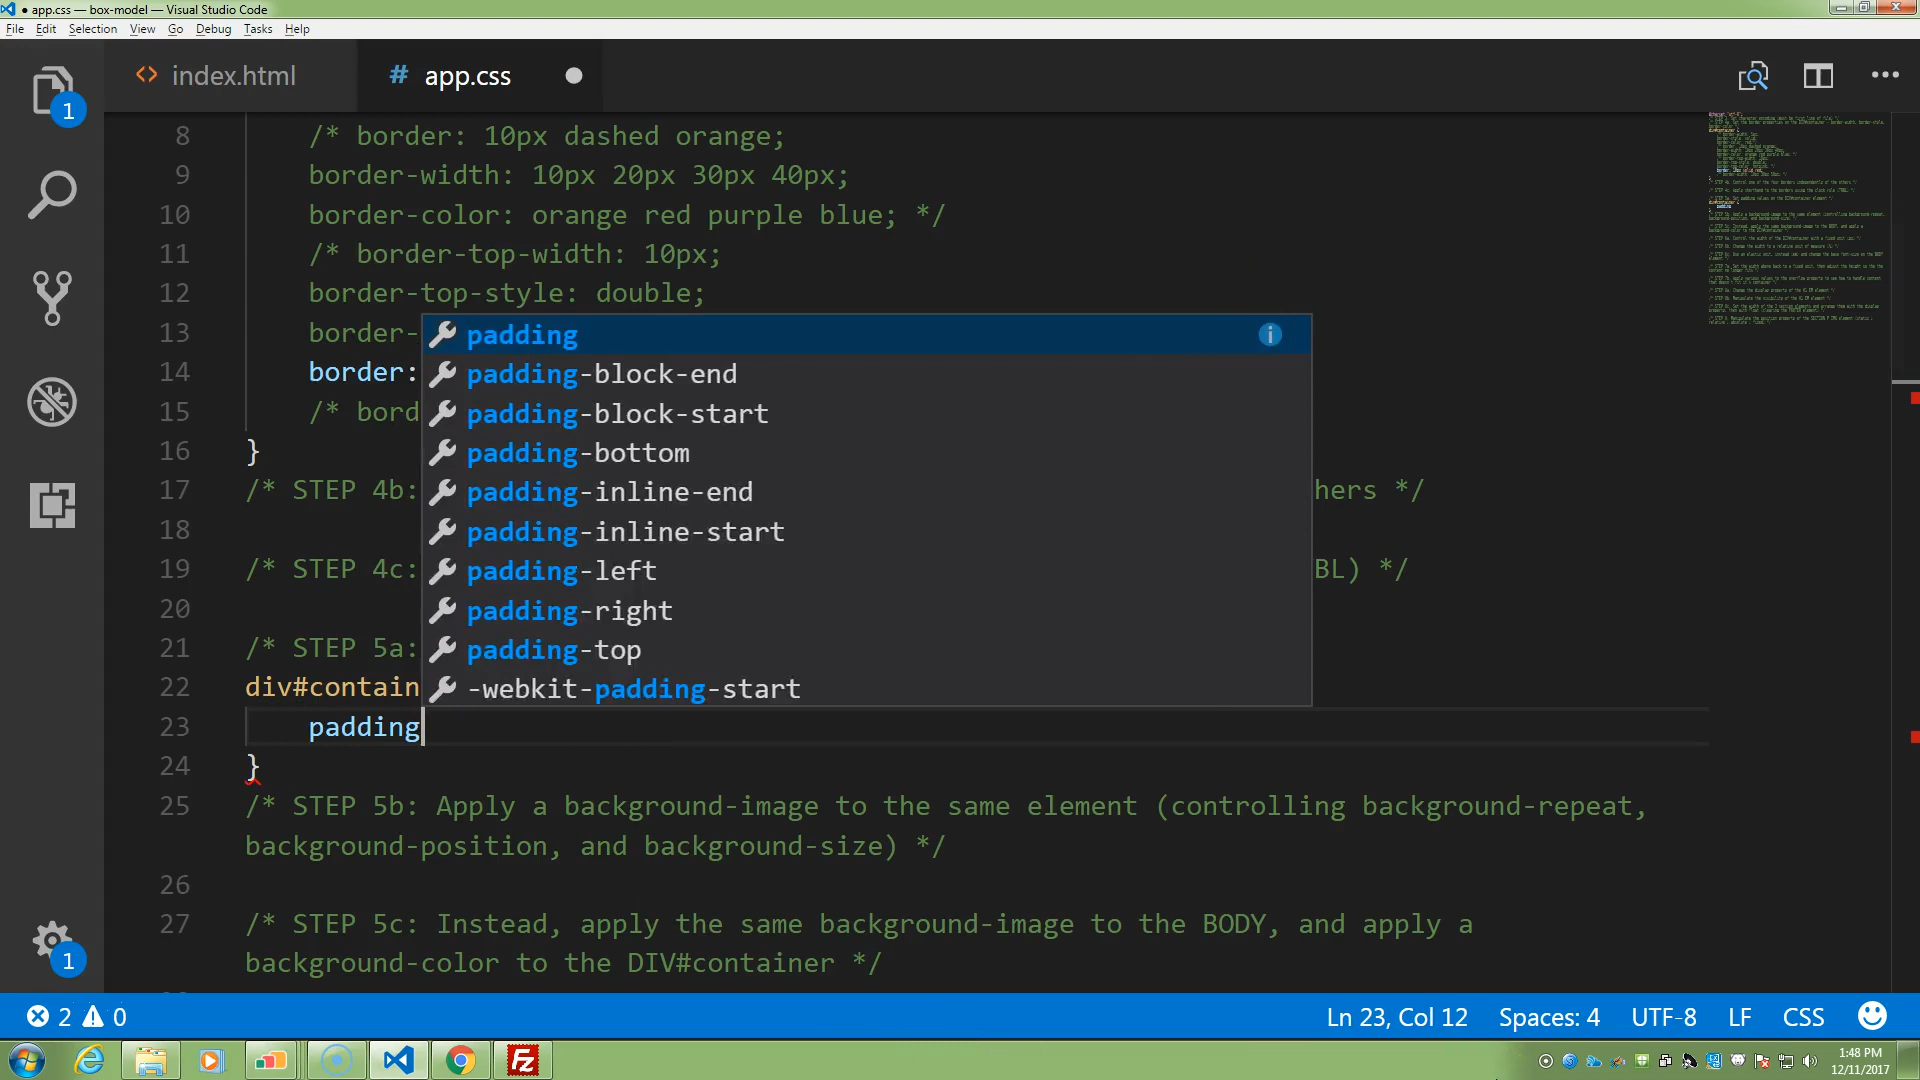 ● app.css — box-model — Visual Studio Code
File Edit Selection View Go Debug Tasks Help
1
<> index.html
# app.css
8 /* border: 10px dashed orange;
9 border-width: 10px 20px 30px 40px;
10 border-color: orange red purple blue; */
11 /* border-top-width: 10px;
12 border-top-style: double;
13 border-
14 border:
15 /* bord
16 }
17 /* STEP 4b: hers */
18
19 /* STEP 4c: BL) */
20
21 /* STEP 5a:
22 div#contain
23 padding
24 }
padding
padding-block-end
padding-block-start
padding-bottom
padding-inline-end
padding-inline-start
padding-left
padding-right
padding-top
-webkit-padding-start
25 /* STEP 5b: Apply a background-image to the same element (controlling background-repeat,
background-position, and background-size) */
26
27 /* STEP 5c: Instead, apply the same background-image to the BODY, and apply a
background-color to the DIV#container */
1
2 0
Ln 23, Col 12 Spaces: 4 UTF-8 LF CSS
Fz
1:48 PM
12/11/2017